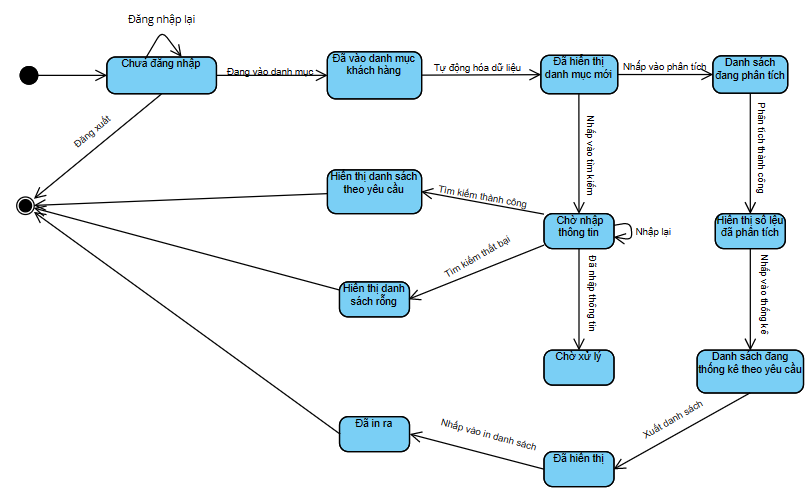 Đăng nhập lại
Chưa đăng nhập
Đang vào danh mục
Đã vào danh mục
khách hàng
Tự động hóa dữ liệu
Đã hiển thị
danh mục mới
Nhấp vào phân tích
Danh sách
đang phân tích
Đăng xuất
Nhấp vào tìm kiếm
Phân tích thành công
Hiển thị danh sách
theo yêu cầu
Tìm kiếm thành công
Chờ nhập
thông tin
Nhập lại
Hiển thị số lệu
đã phân tích
Tìm kiếm thất bại
Hiển thị danh
sách rỗng
Đã nhập thông tin
Nhấp vào thống kê
Chờ xử lý
Danh sách đang
thống kê theo yêu cầu
Xuất danh sách
Đã in ra
Nhấp vào in danh sách
Đã hiển thị